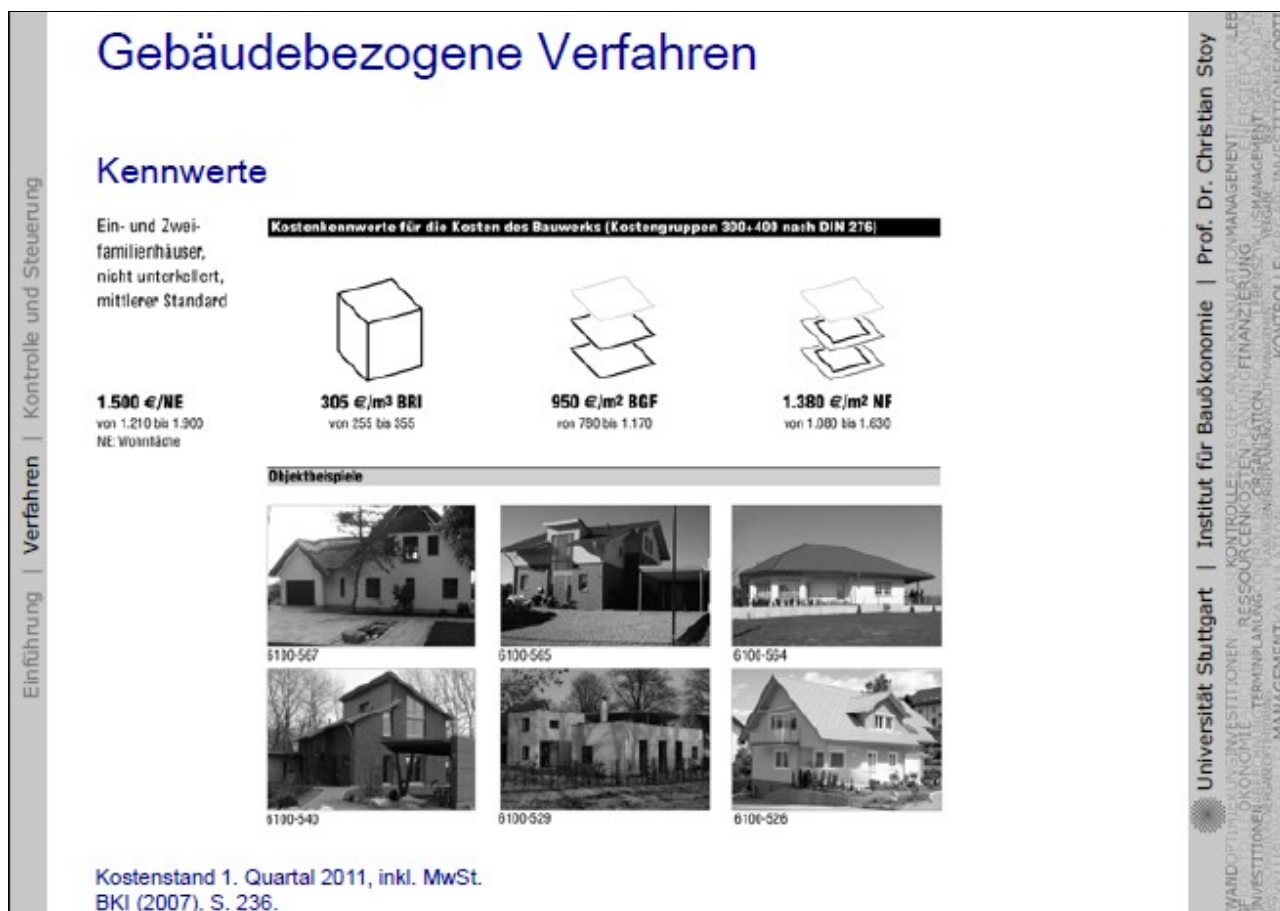 Gebäudebezogene Verfahren
Kennwerte
Ein- und Zwei-
familienhäuser,
nicht unterkellert,
mittlerer Standard
Kostenkennwerte für die Kosten des Bauwerks (Kostengruppen 300+400 nach DIN 276)
1.500 €/NE
von 1.210 bis 1.900
NE: Wohnfläche
305 €/m³ BRI
von 255 bis 355
950 €/m² BGF
von 780 bis 1.170
1.380 €/m² NF
von 1.080 bis 1.630
Objektbeispiele
6100-567
6100-565
6100-564
6100-540
6100-529
6100-526
Kostenstand 1. Quartal 2011, inkl. MwSt.
BKI (2007), S. 236.
Einführung | Verfahren | Kontrolle und Steuerung
Universität Stuttgart | Institut für Bauökonomie | Prof. Dr. Christian Stoy